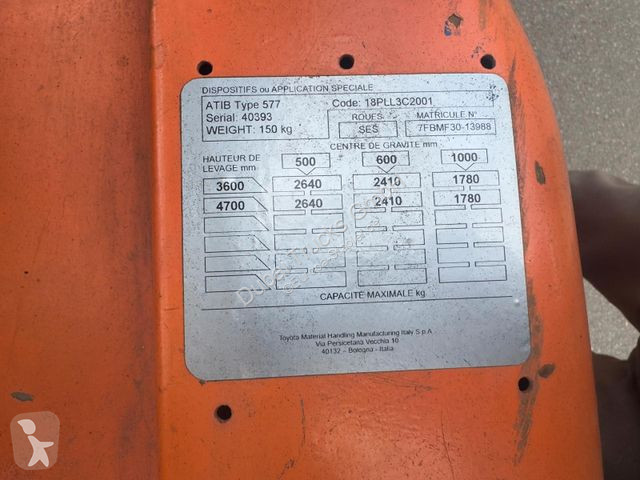 DISPOSITIFS ou APPLICATION SPECIALE
ATIB Type 577 Code: 18PLL3C2001
Serial: 40393 ROUES MATRICULE N°
WEIGHT: 150 kg SES 7FBMF30-13988
CENTRE DE GRAVITE mm
HAUTEUR DE LEVAGE mm 500 600 1000
3600 2640 2410 1780
4700 2640 2410 1780
CAPACITÉ MAXIMALE kg
Toyota Material Handling Manufacturing Italy S.p.A
Via Persicetana Vecchia 10
40132 – Bologna - Italia